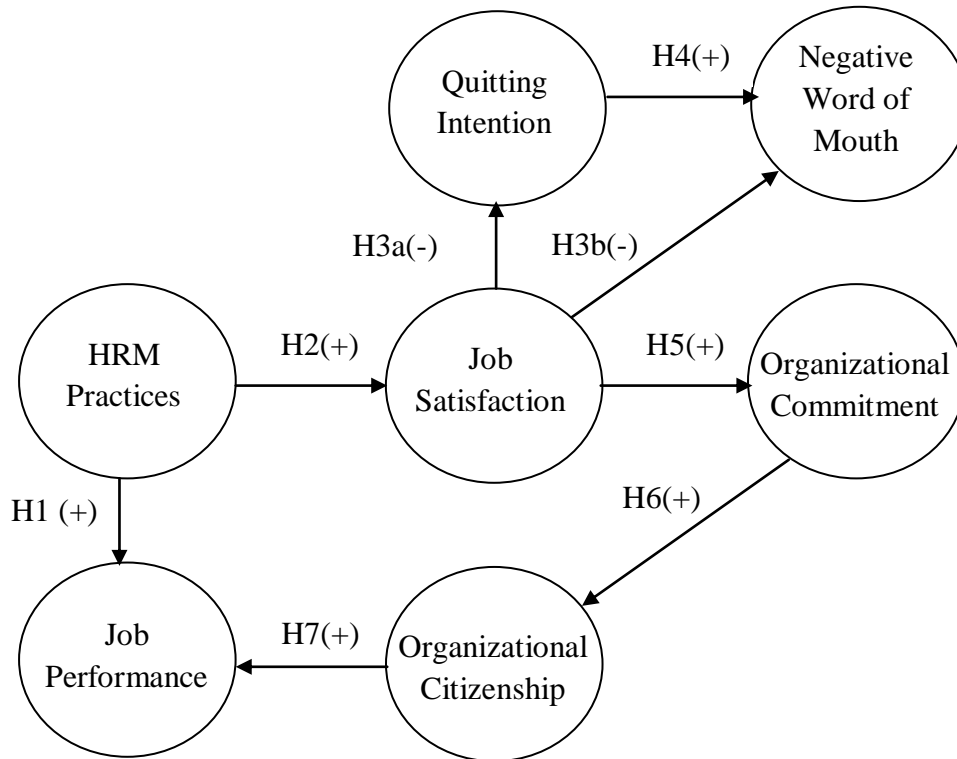 Quitting
Intention
H4(+)
Negative
Word of
Mouth
H3a(-)
H3b(-)
HRM
Practices
H2(+)
Job
Satisfaction
H5(+)
Organizational
Commitment
H1 (+)
H6(+)
Job
Performance
H7(+)
Organizational
Citizenship